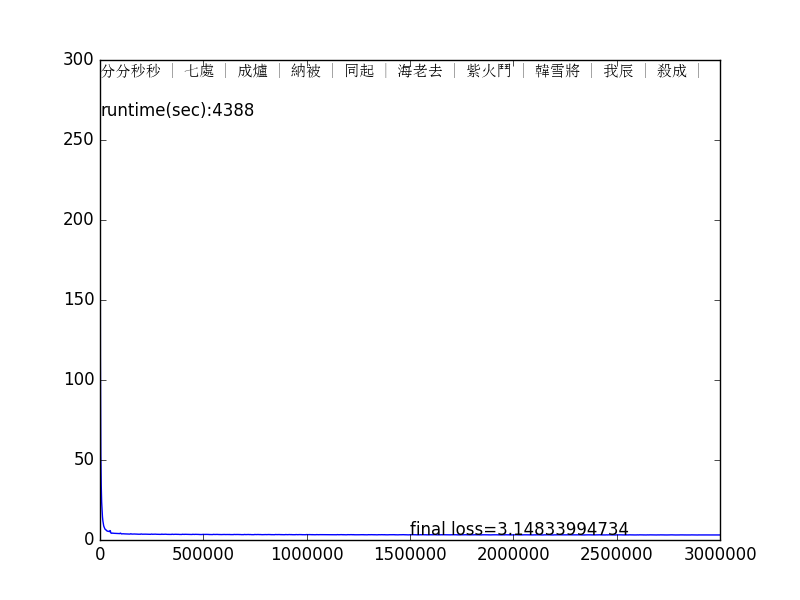 300
分分秒秒 | 七處 | 成爐 | 納被 | 同起 | 海老去 | 紫火鬥 | 韓雪將 | 我辰 | 殺成 |
runtime(sec):4388
250
200
150
100
50
final loss=3.14833994734
0
0 500000 1000000 1500000 2000000 2500000 3000000